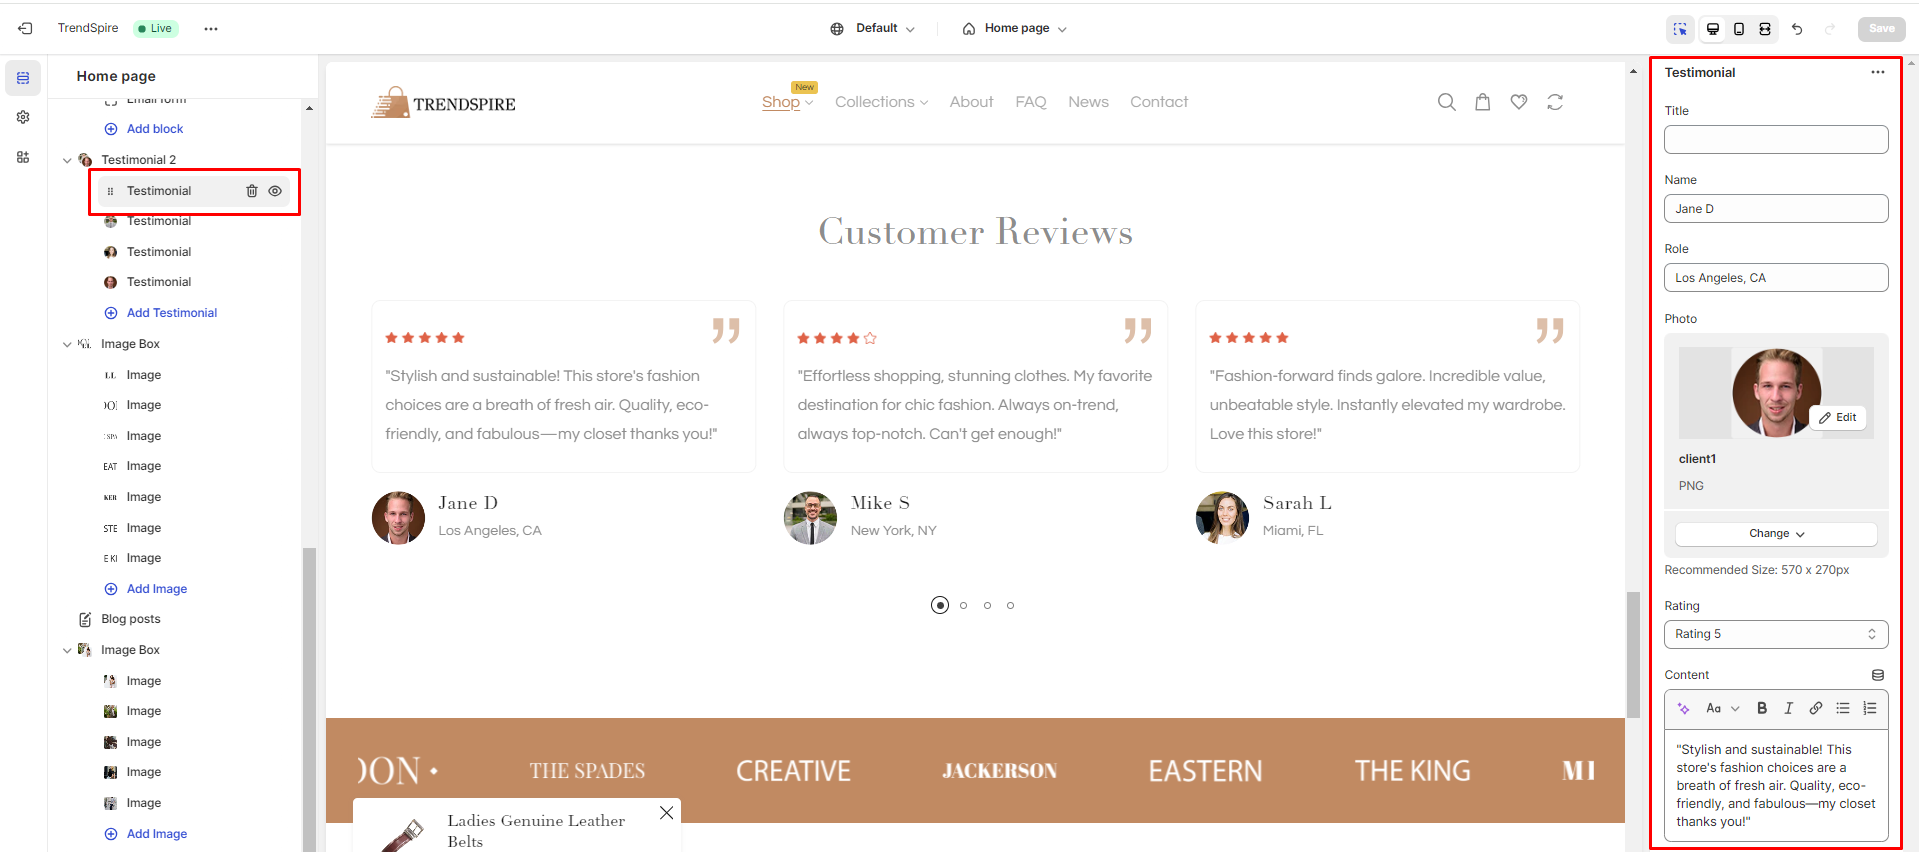 TrendSpire
Live
Default
Home page
Save
Home page
Email form
Add block
Testimonial 2
Testimonial
Testimonial
Testimonial
Testimonial
Add Testimonial
Image Box
Image
Image
Image
Image
Image
Image
Image
Add Image
Blog posts
Image Box
Image
Image
Image
Image
Image
Add Image
TRENDSPIRE
New
Shop
Collections
About
FAQ
News
Contact
Customer Reviews
"Stylish and sustainable! This store's fashion
choices are a breath of fresh air. Quality, eco-
friendly, and fabulous—my closet thanks you!"
Jane D
Los Angeles, CA
"Effortless shopping, stunning clothes. My favorite
destination for chic fashion. Always on-trend,
always top-notch. Can't get enough!"
Mike S
New York, NY
"Fashion-forward finds galore. Incredible value,
unbeatable style. Instantly elevated my wardrobe.
Love this store!"
Sarah L
Miami, FL
OON
THE SPADES
CREATIVE
JACKERSON
EASTERN
THE KING
Ladies Genuine Leather
Belts
Testimonial
Title
Name
Jane D
Role
Los Angeles, CA
Photo
Edit
client1
PNG
Change
Recommended Size: 570 x 270px
Rating
Rating 5
Content
Aa
B
I
"Stylish and sustainable! This
store's fashion choices are a
breath of fresh air. Quality, eco-
friendly, and fabulous—my closet
thanks you!"